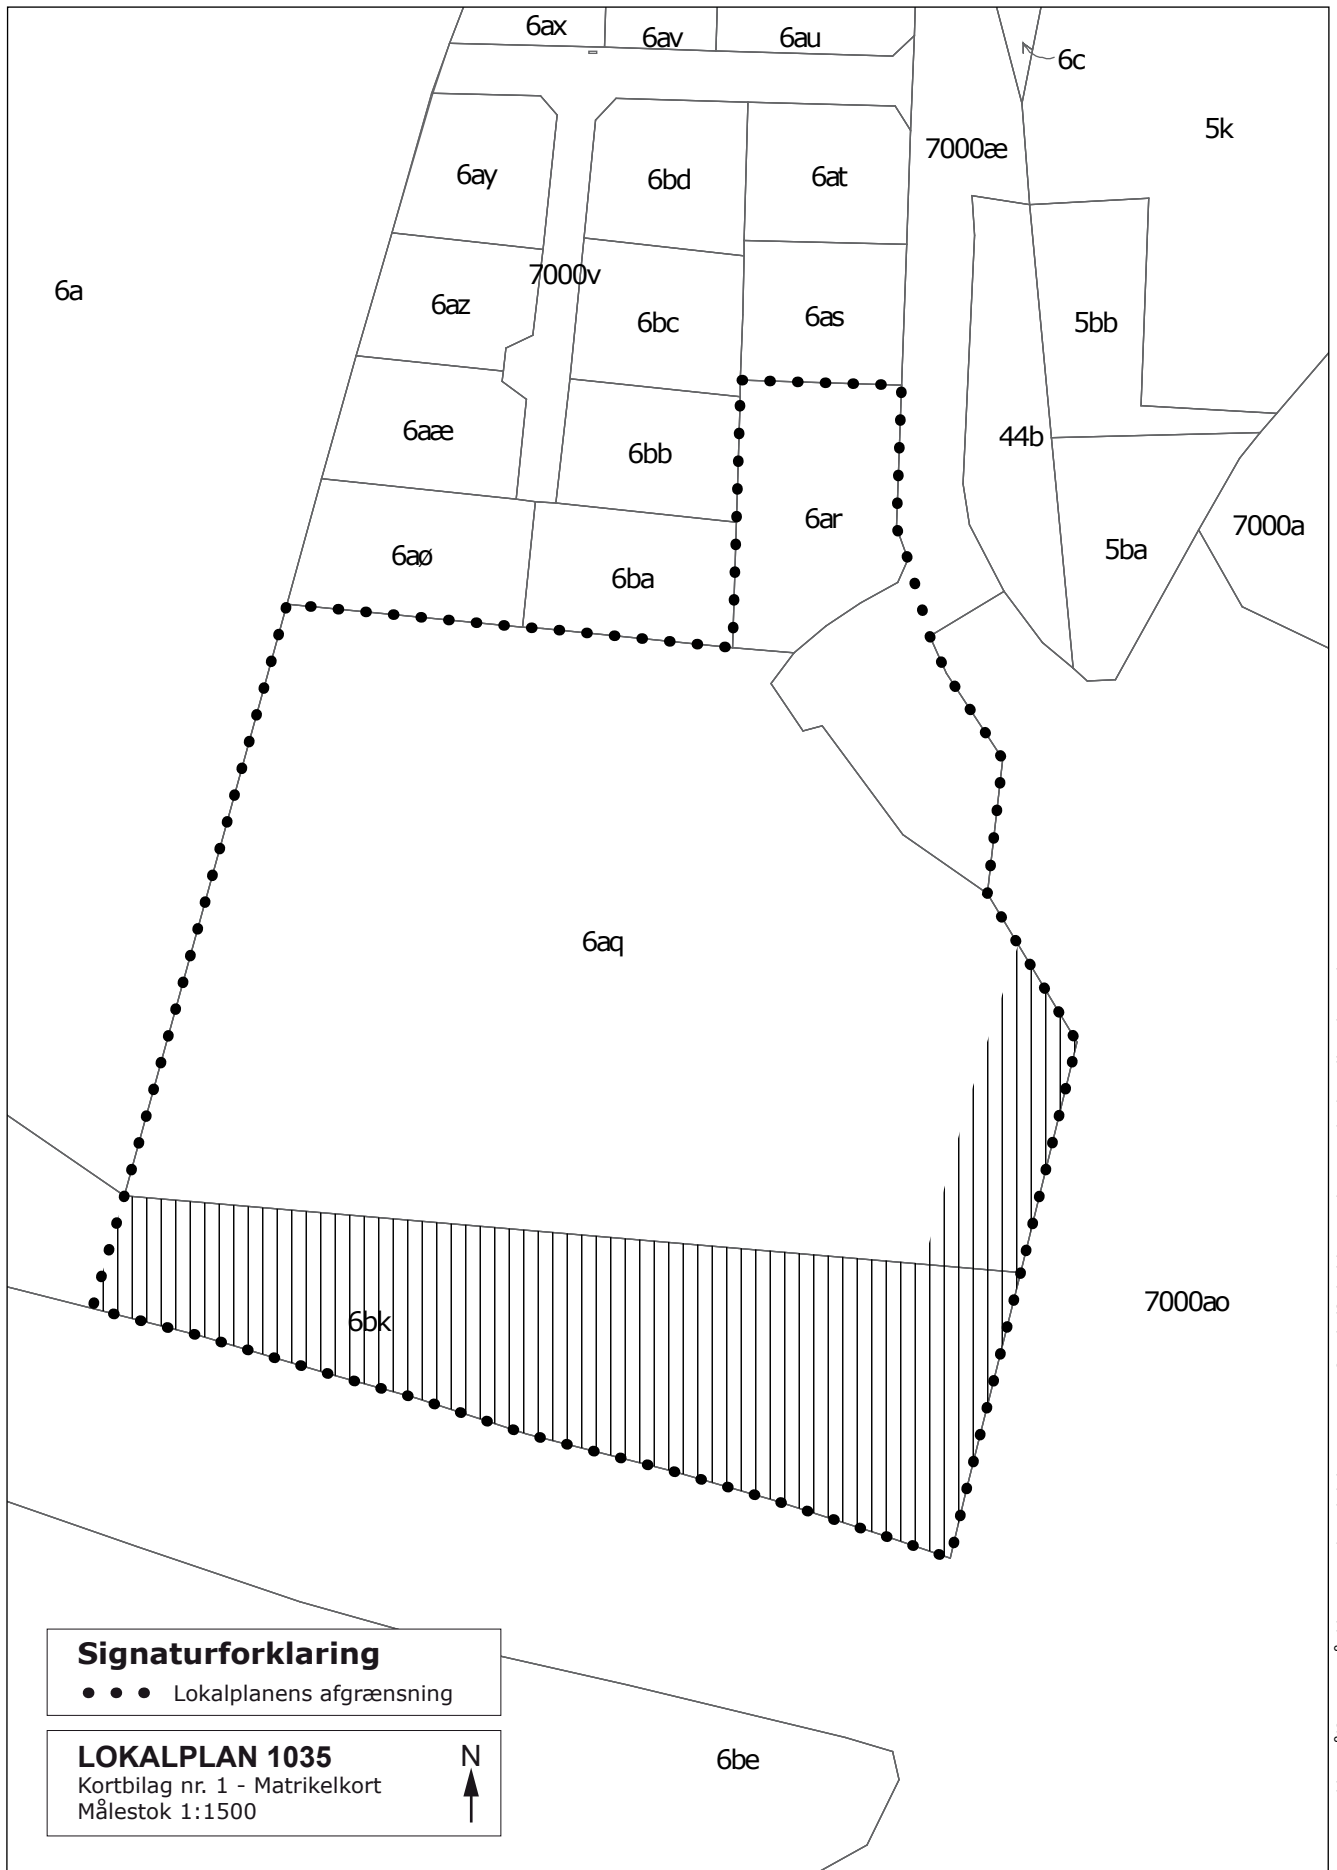 6ax
6av
6au
6c
5k
7000æ
6ay
6bd
6at
7000v
6a
6az
6bc
6as
5bb
6aæ
6bb
44b
6ar
7000a
5ba
6aø
6ba
6aq
7000ao
6bk
Signaturforklaring
• • • Lokalplanens afgrænsning
LOKALPLAN 1035
N
Kortbilag nr. 1 - Matrikelkort
Målestok 1:1500
6be